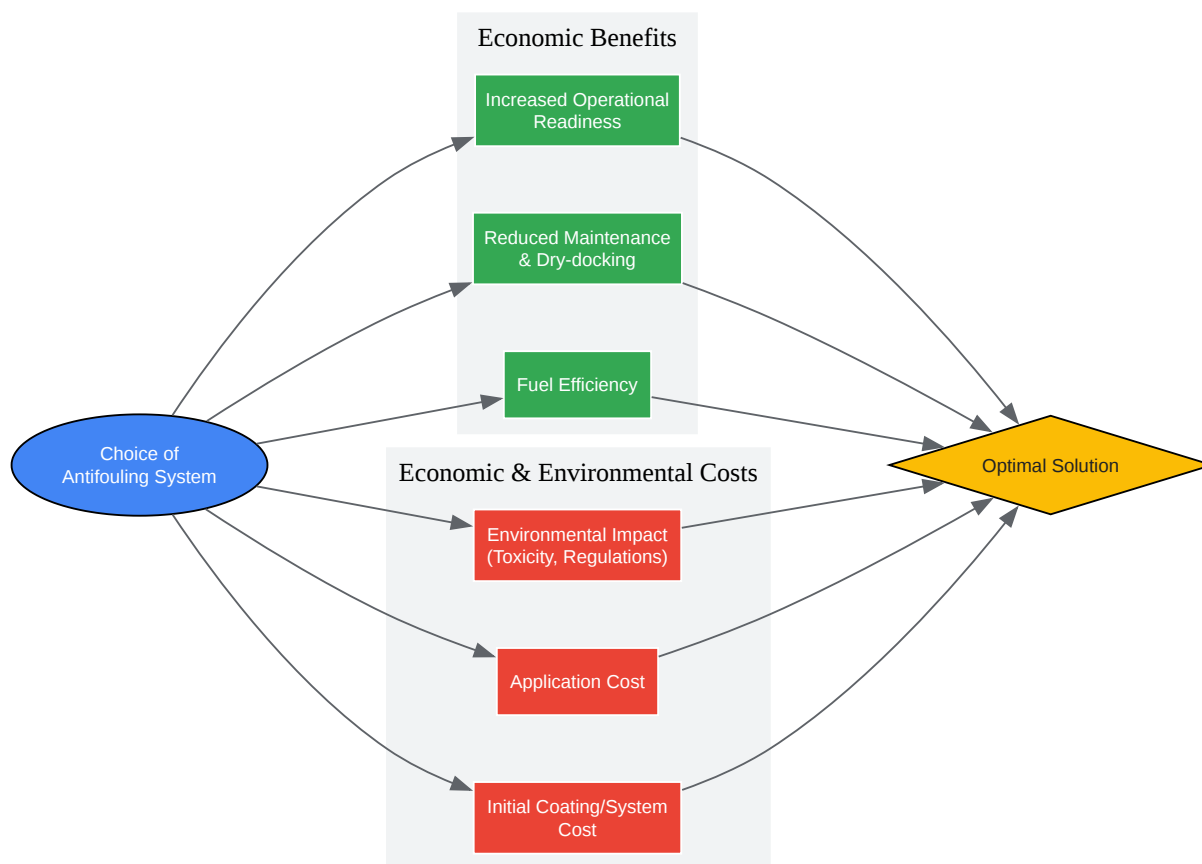 Economic Benefits
Increased Operational
Readiness
Reduced Maintenance
& Dry-docking
Fuel Efficiency
Choice of
Antifouling System
Optimal Solution
Economic & Environmental Costs
Environmental Impact
(Toxicity, Regulations)
Application Cost
Initial Coating/System
Cost